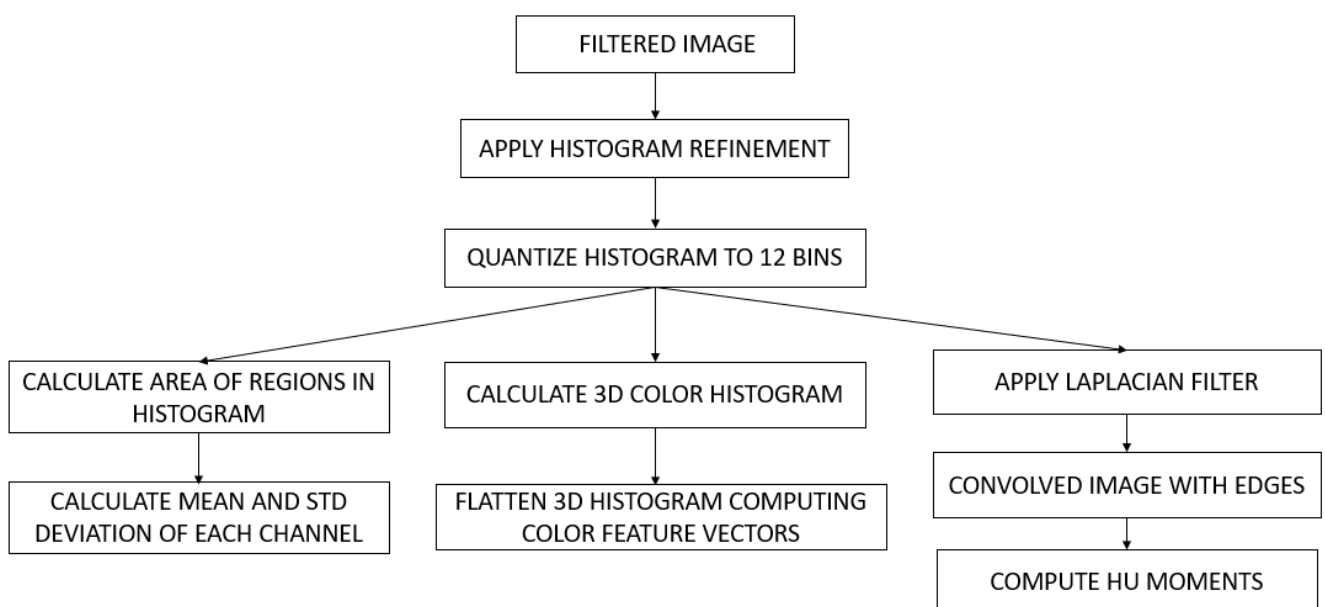 FILTERED IMAGE
APPLY HISTOGRAM REFINEMENT
QUANTIZE HISTOGRAM TO 12 BINS
CALCULATE AREA OF REGIONS IN
HISTOGRAM
CALCULATE MEAN AND STD
DEVIATION OF EACH CHANNEL
CALCULATE 3D COLOR HISTOGRAM
FLATTEN 3D HISTOGRAM COMPUTING
COLOR FEATURE VECTORS
APPLY LAPLACIAN FILTER
CONVOLVED IMAGE WITH EDGES
COMPUTE HU MOMENTS